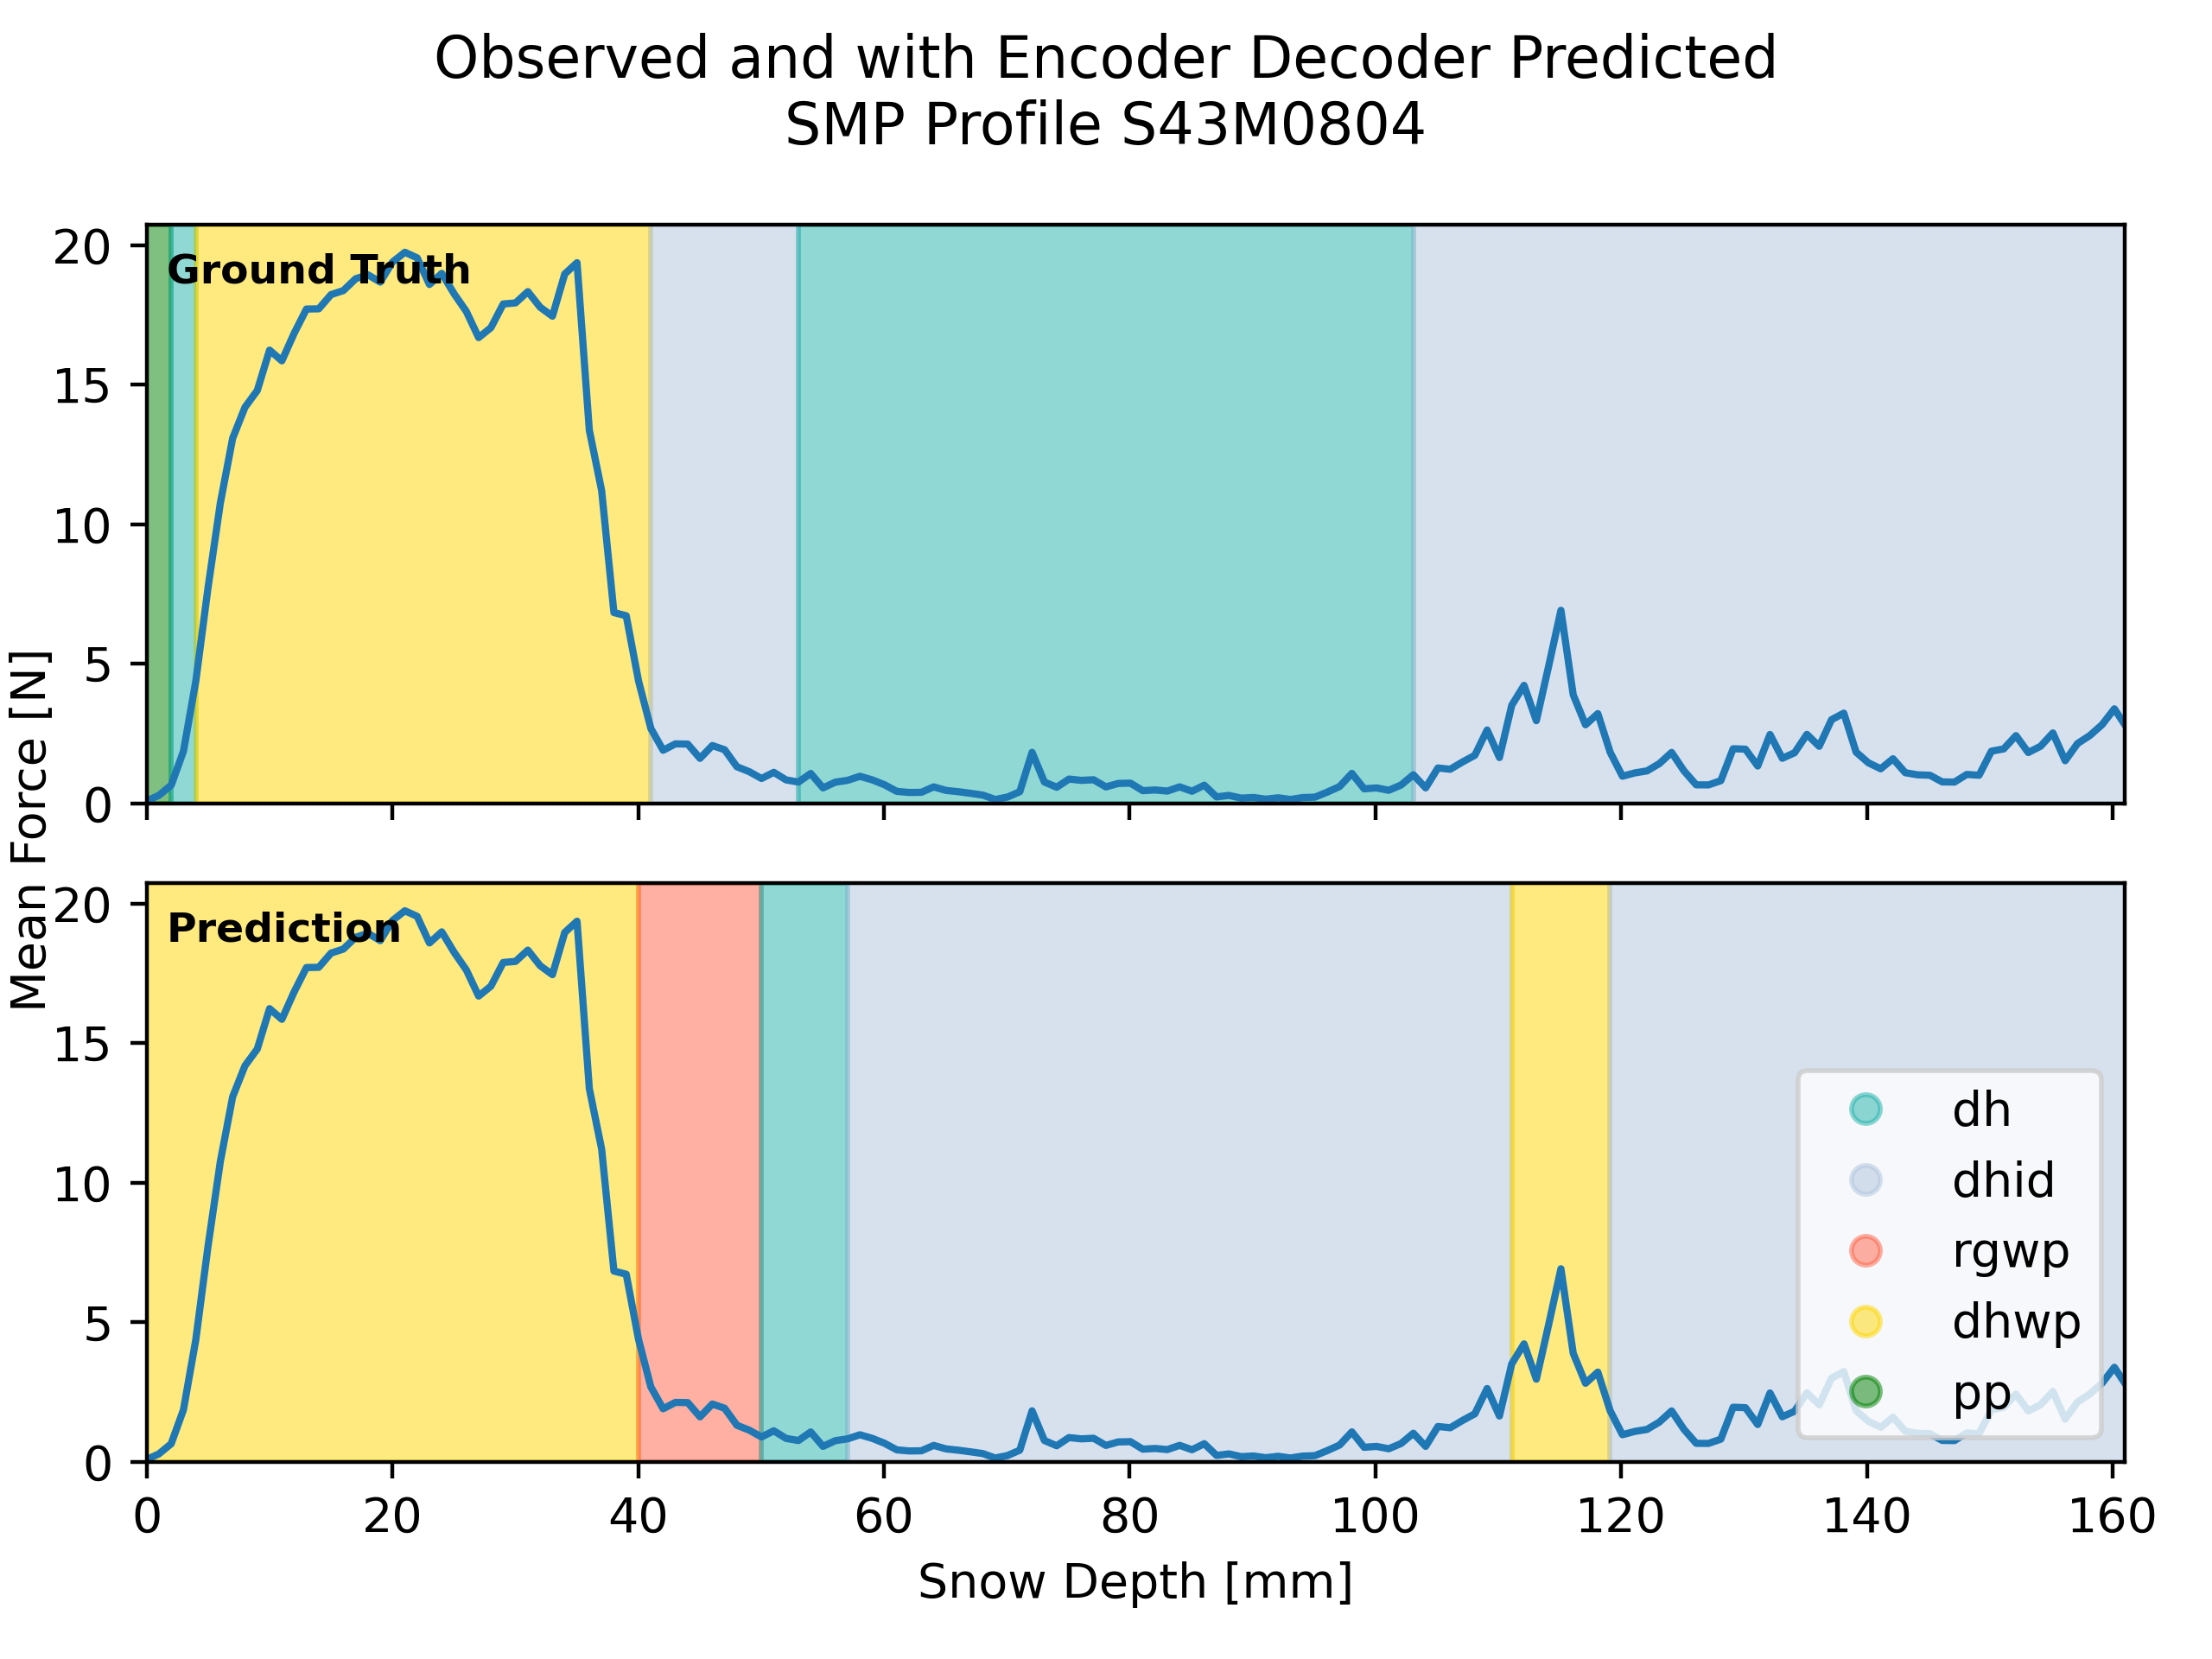 Observed and with Encoder Decoder Predicted
SMP Profile S43M0804
Mean Force [N]
20
15
10
5
0
Ground Truth
20
15
10
5
0
Prediction
dh
dhid
rgwp
dhwp
pp
0 20 40 60 80 100 120 140 160
Snow Depth [mm]